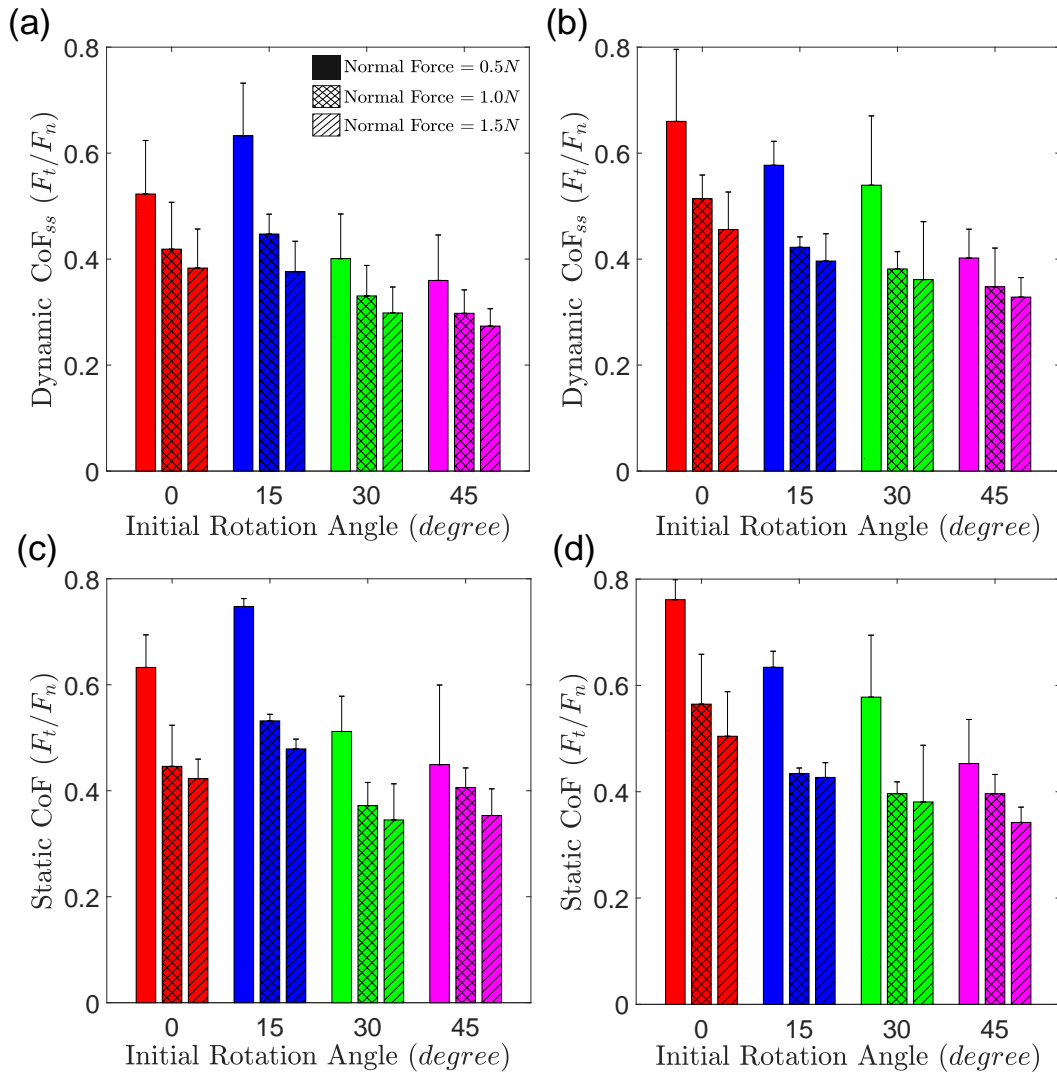 (a)
0.8
0.6
0.4
0.2
0
Dynamic CoF_{ss} (F_t/F_n)
Normal Force = 0.5N
Normal Force = 1.0N
Normal Force = 1.5N
0 15 30 45
Initial Rotation Angle (degree)
(b)
0.8
0.6
0.4
0.2
0
Dynamic CoF_{ss} (F_t/F_n)
0 15 30 45
Initial Rotation Angle (degree)
(c)
0.8
0.6
0.4
0.2
0
Static CoF (F_t/F_n)
0 15 30 45
Initial Rotation Angle (degree)
(d)
0.8
0.6
0.4
0.2
0
Static CoF (F_t/F_n)
0 15 30 45
Initial Rotation Angle (degree)